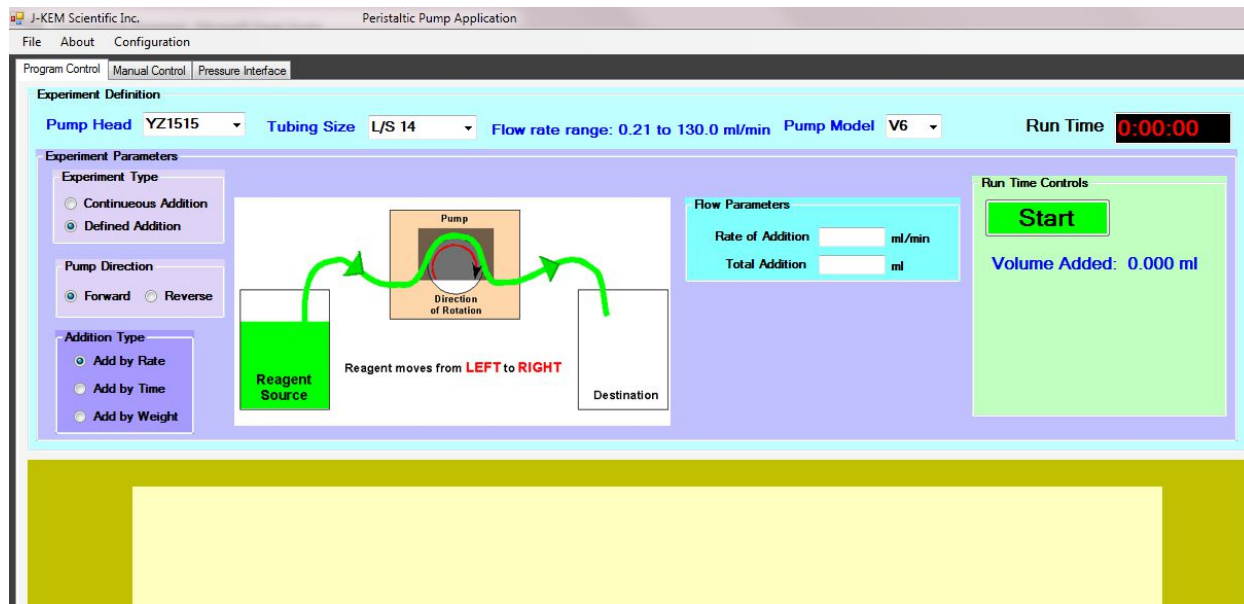 J-KEM Scientific Inc. Peristaltic Pump Application
File About Configuration
Program Control Manual Control Pressure Interface
Experiment Definition
Pump Head YZ1515 Tubing Size L/S 14 Flow rate range: 0.21 to 130.0 ml/min Pump Model V6 Run Time 0:00:00
Experiment Parameters
Experiment Type
Continueous Addition
Defined Addition
Pump Direction
Forward Reverse
Addition Type
Add by Rate
Add by Time
Add by Weight
Pump
Direction
of Rotation
Reagent moves from LEFT to RIGHT
Reagent
Source
Destination
Flow Parameters
Rate of Addition ml/min
Total Addition ml
Run Time Controls
Start
Volume Added: 0.000 ml